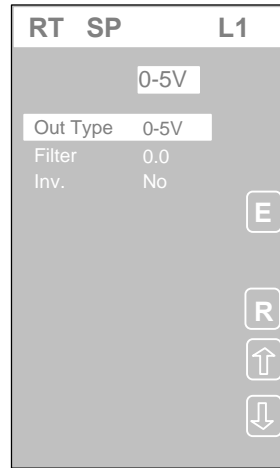 RT SP L1
0-5V
Out Type 0-5V
Filter 0.0
Inv. No
E
R